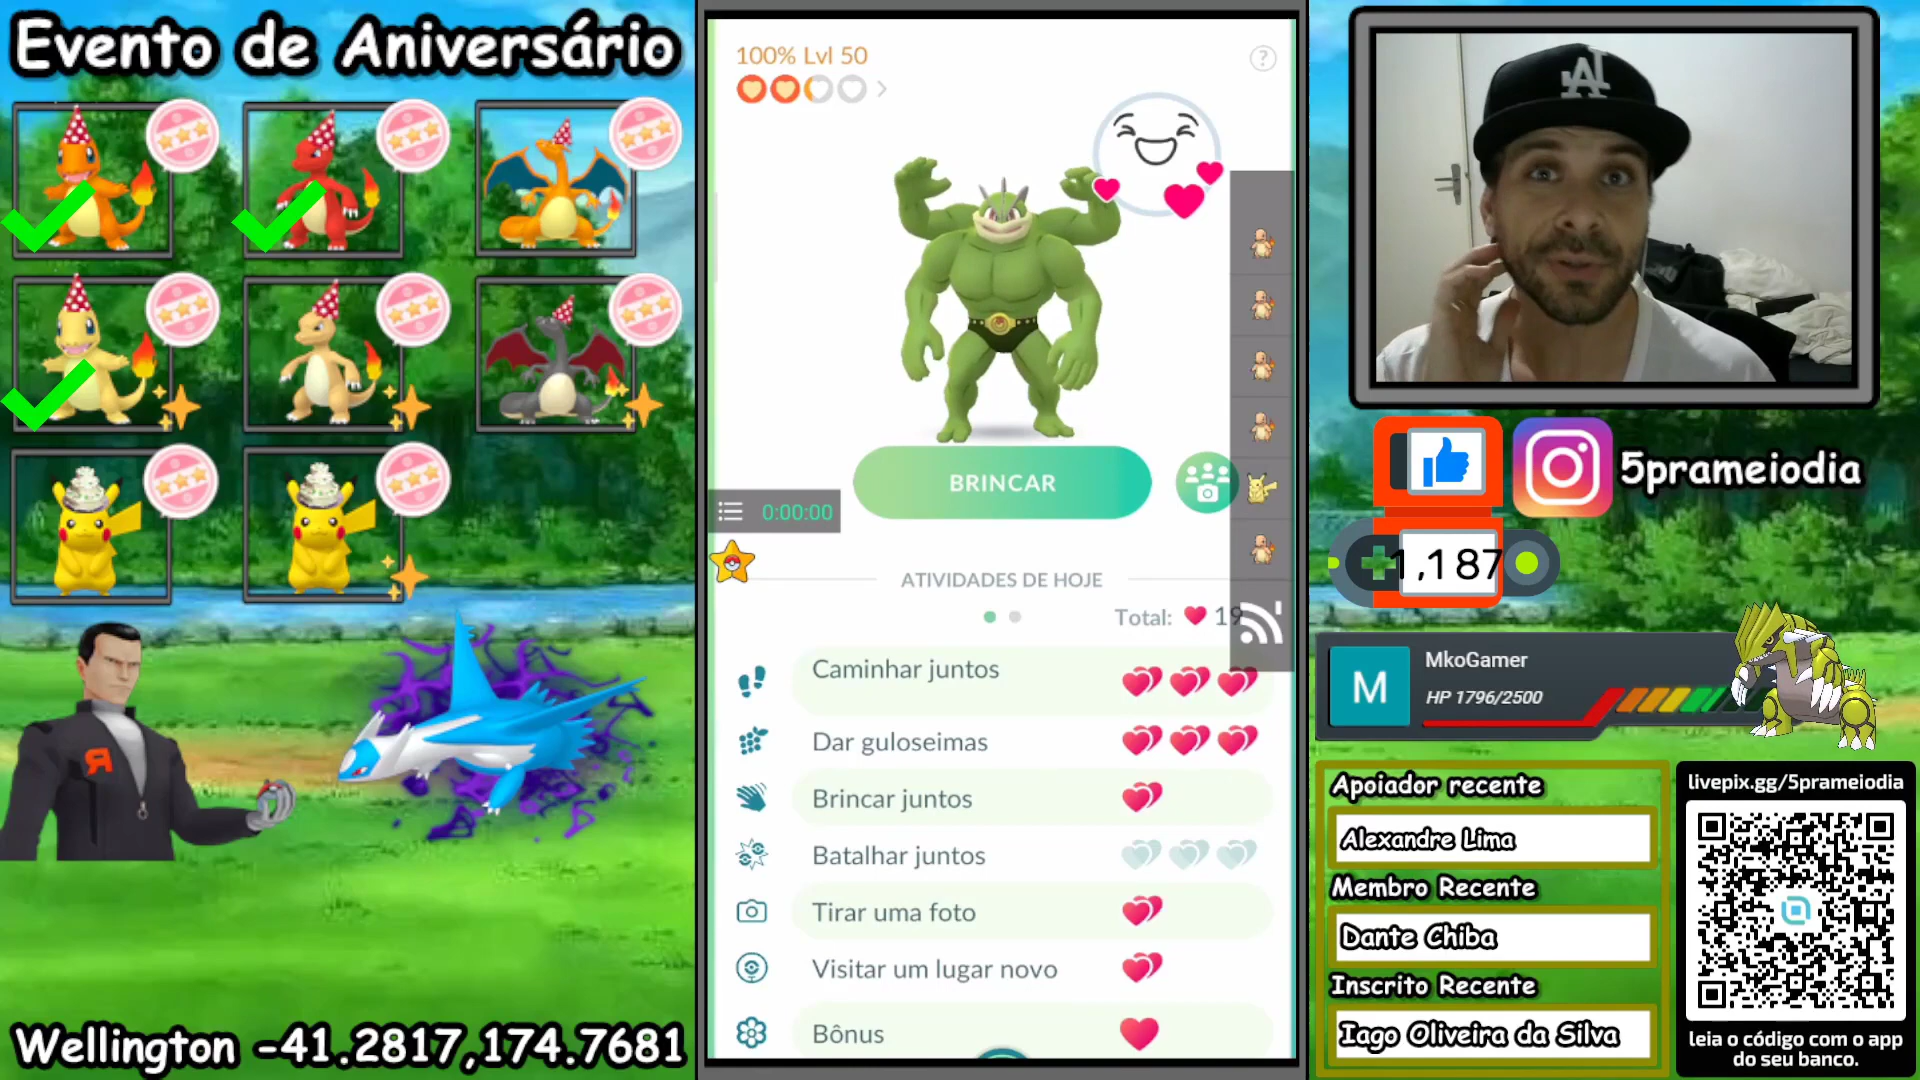 Evento de Aniversário
Wellington -41.2817,174.7681
100% Lvl 50
?
BRINCAR
0:00:00
ATIVIDADES DE HOJE
Total: 19
Caminhar juntos
Dar guloseimas
Brincar juntos
Batalhar juntos
Tirar uma foto
Visitar um lugar novo
Bônus
LA
5prameiodia
1,187
M
MkoGamer
HP 1796/2500
Apoiador recente
Alexandre Lima
Membro Recente
Dante Chiba
Inscrito Recente
Iago Oliveira da Silva
livepix.gg/5prameiodia
leia o código com o app
do seu banco.
R